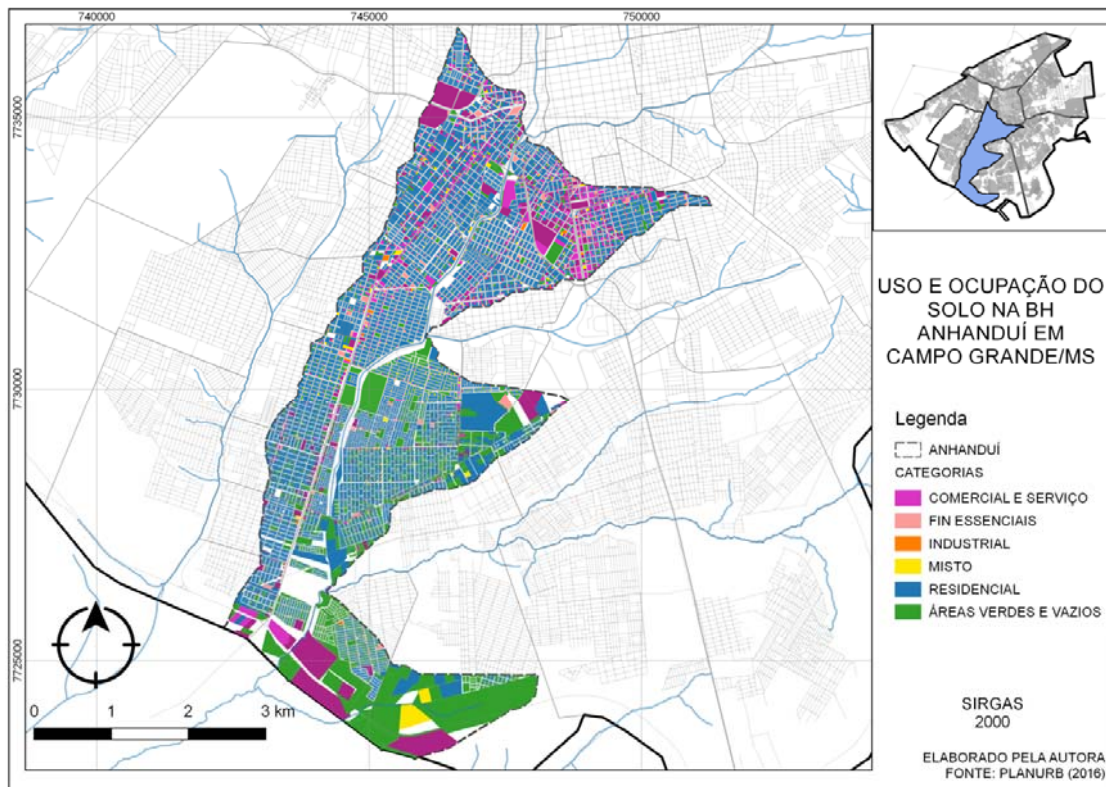 740000
745000
750000
7735000
7730000
7725000
0 1 2 3 km
USO E OCUPAÇÃO DO
SOLO NA BH
ANHANDUÍ EM
CAMPO GRANDE/MS
Legenda
ANHANDUÍ
CATEGORIAS
COMERCIAL E SERVIÇO
FIN ESSENCIAIS
INDUSTRIAL
MISTO
RESIDENCIAL
ÁREAS VERDES E VAZIOS
SIRGAS
2000
ELABORADO PELA AUTORA
FONTE: PLANURB (2016)